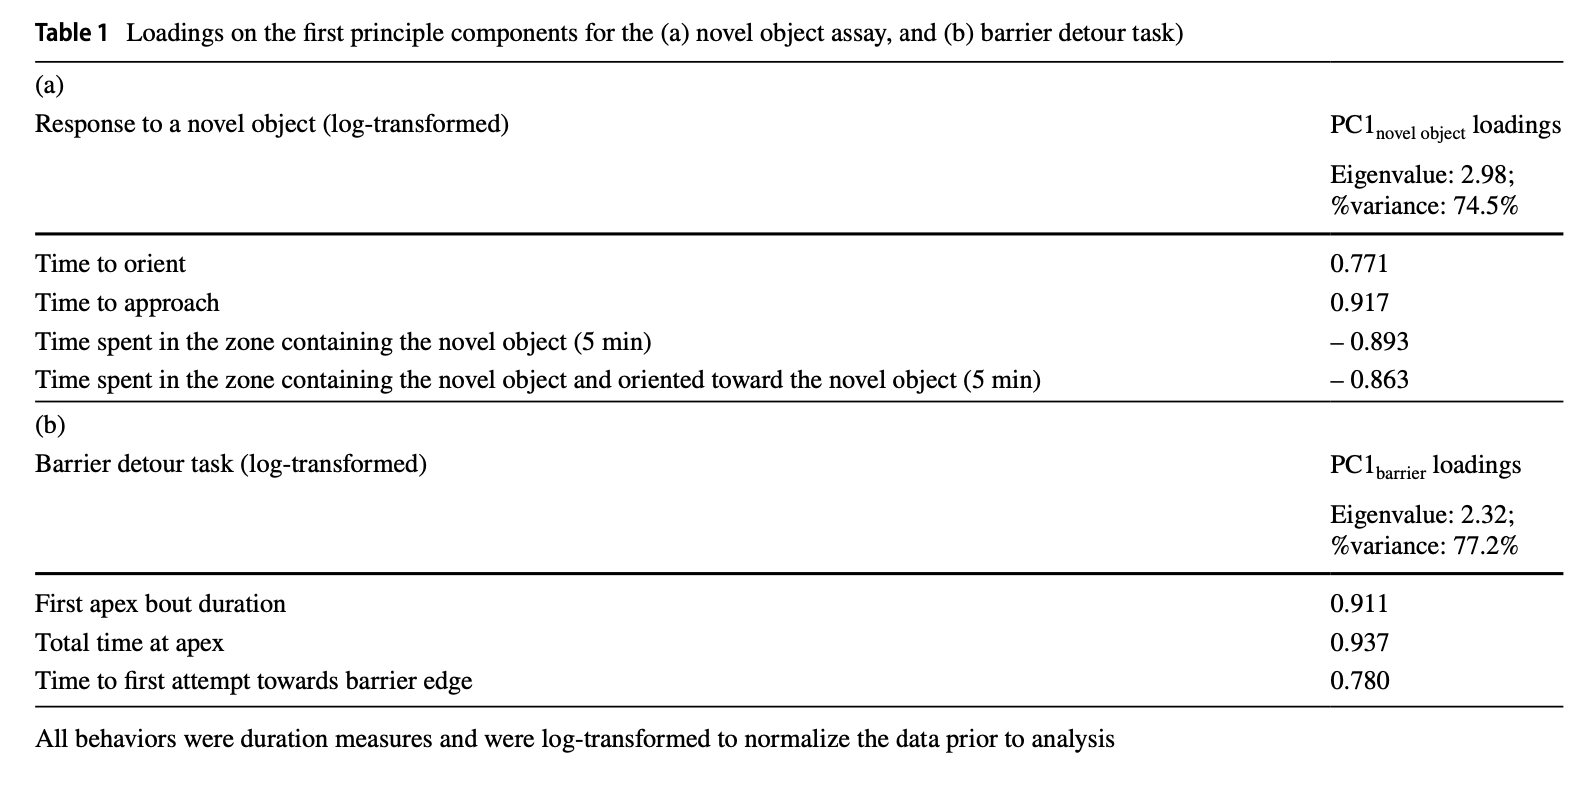 Table 1 Loadings on the first principle components for the (a) novel object assay, and (b) barrier detour task)
(a)
Response to a novel object (log-transformed) PC1novel object loadings
Eigenvalue: 2.98;
%variance: 74.5%
Time to orient 0.771
Time to approach 0.917
Time spent in the zone containing the novel object (5 min) – 0.893
Time spent in the zone containing the novel object and oriented toward the novel object (5 min) – 0.863
(b)
Barrier detour task (log-transformed) PC1barrier loadings
Eigenvalue: 2.32;
%variance: 77.2%
First apex bout duration 0.911
Total time at apex 0.937
Time to first attempt towards barrier edge 0.780
All behaviors were duration measures and were log-transformed to normalize the data prior to analysis